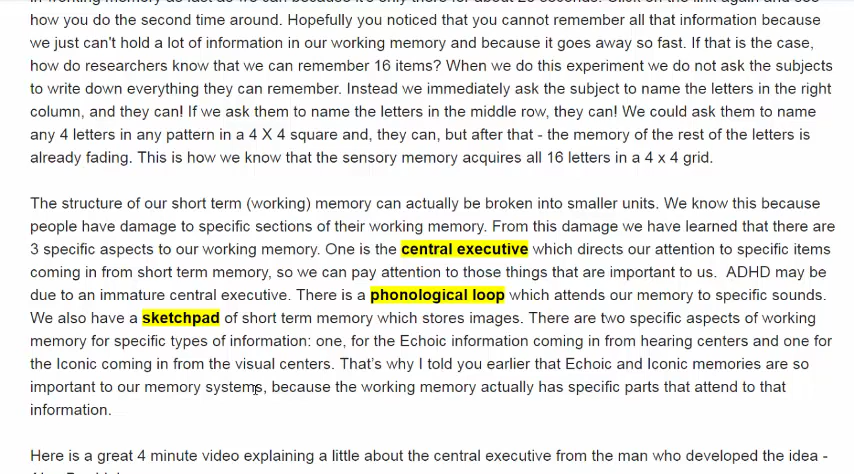 how you do the second time around. Hopefully you noticed that you cannot remember all that information because
we just can't hold a lot of information in our working memory and because it goes away so fast. If that is the case,
how do researchers know that we can remember 16 items? When we do this experiment we do not ask the subjects
to write down everything they can remember. Instead we immediately ask the subject to name the letters in the right
column, and they can! If we ask them to name the letters in the middle row, they can! We could ask them to name
any 4 letters in any pattern in a 4 X 4 square and, they can, but after that - the memory of the rest of the letters is
already fading. This is how we know that the sensory memory acquires all 16 letters in a 4 x 4 grid.
The structure of our short term (working) memory can actually be broken into smaller units. We know this because
people have damage to specific sections of their working memory. From this damage we have learned that there are
3 specific aspects to our working memory. One is the central executive which directs our attention to specific items
coming in from short term memory, so we can pay attention to those things that are important to us. ADHD may be
due to an immature central executive. There is a phonological loop which attends our memory to specific sounds.
We also have a sketchpad of short term memory which stores images. There are two specific aspects of working
memory for specific types of information: one, for the Echoic information coming in from hearing centers and one for
the Iconic coming in from the visual centers. That's why I told you earlier that Echoic and Iconic memories are so
important to our memory systems, because the working memory actually has specific parts that attend to that
information.
Here is a great 4 minute video explaining a little about the central executive from the man who developed the idea -